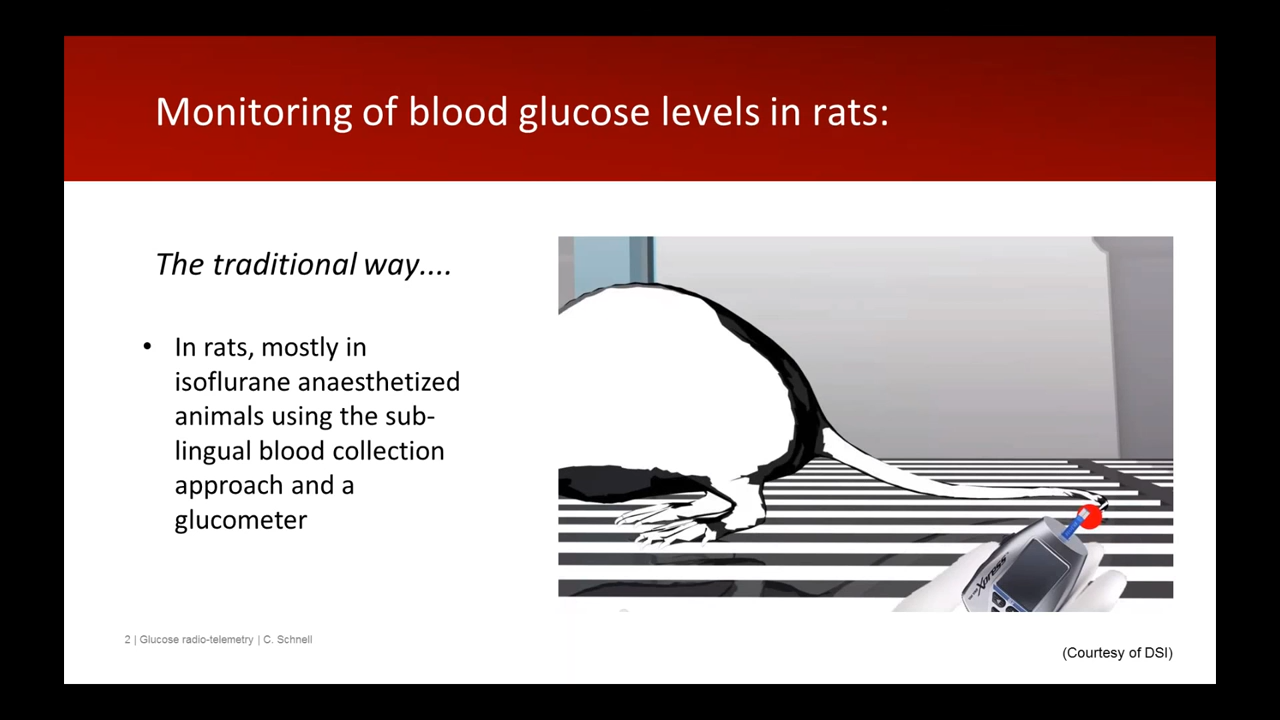 Monitoring of blood glucose levels in rats:
The traditional way....
• In rats, mostly in
isoflurane anaesthetized
animals using the sub-
lingual blood collection
approach and a
glucometer
Xpress
2 | Glucose radio-telemetry | C. Schnell
(Courtesy of DSI)